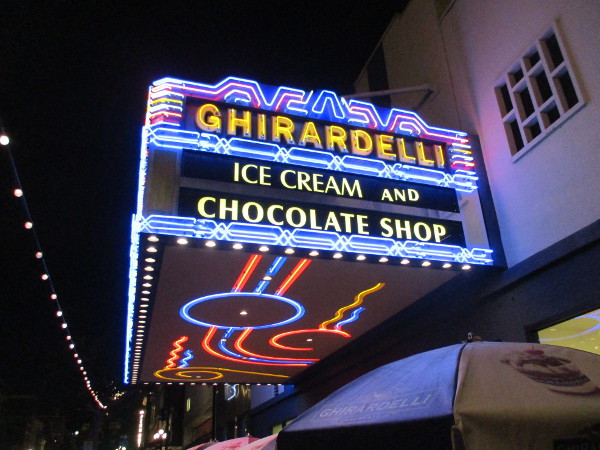 GHIRARDELLI
ICE CREAM AND
CHOCOLATE SHOP
GHIRARDELLI